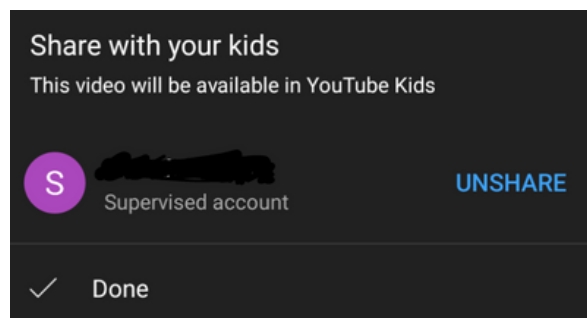 Share with your kids
This video will be available in YouTube Kids
S
Supervised account
UNSHARE
Done